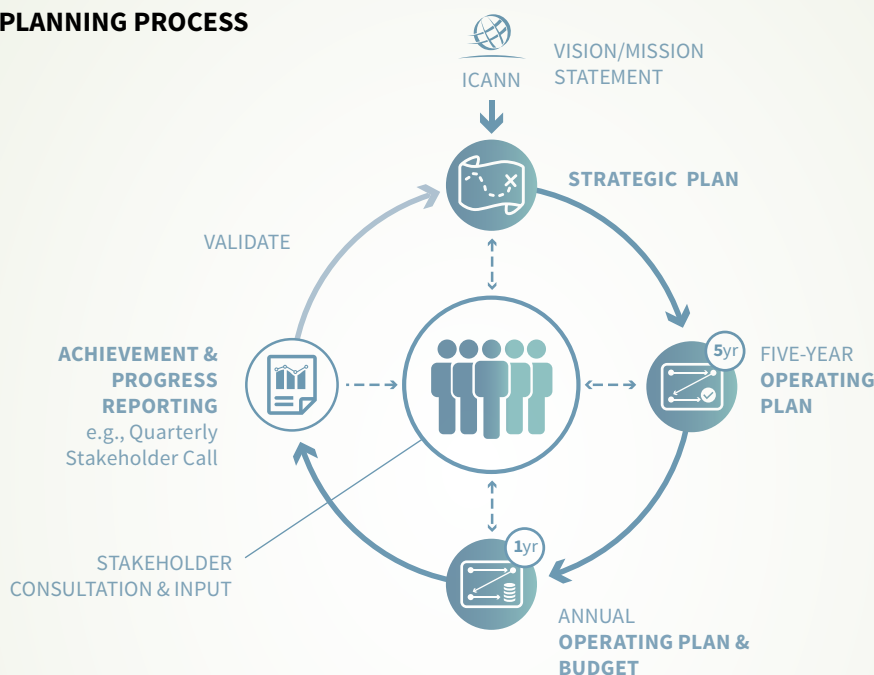 PLANNING PROCESS
ICANN
VISION/MISSION
STATEMENT
STRATEGIC PLAN
VALIDATE
5yr
FIVE-YEAR
OPERATING
PLAN
ACHIEVEMENT &
PROGRESS
REPORTING
e.g., Quarterly
Stakeholder Call
1yr
STAKEHOLDER
CONSULTATION & INPUT
ANNUAL
OPERATING PLAN &
BUDGET